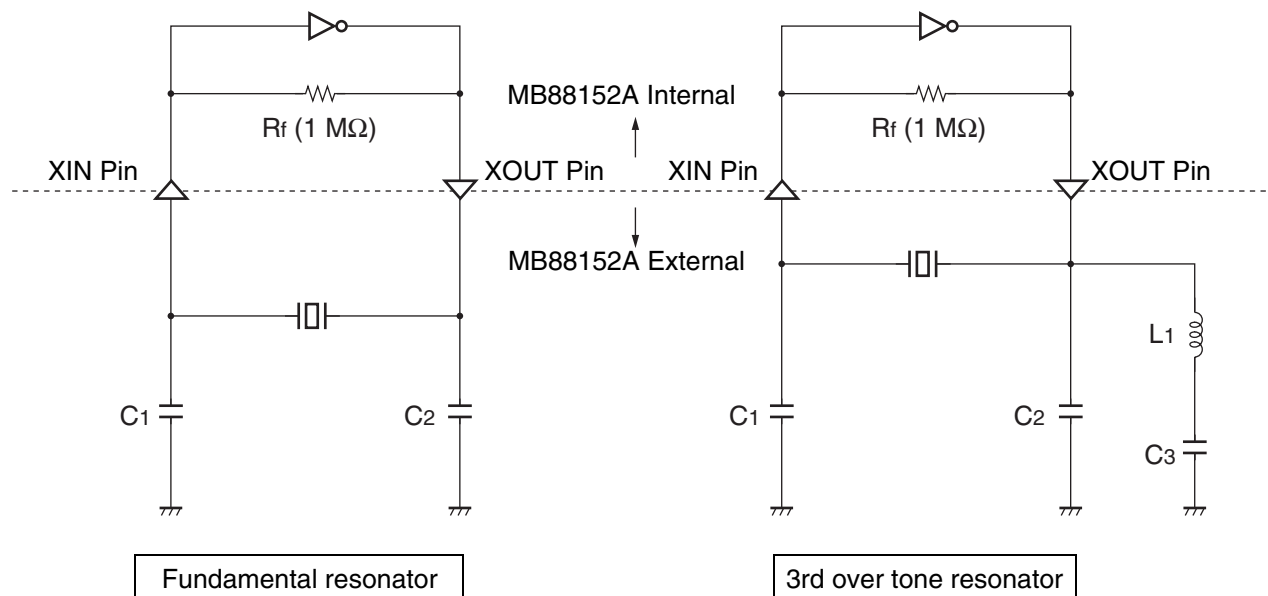 Rf (1 MΩ)
XIN Pin
XOUT Pin
C1
C2
Fundamental resonator
MB88152A Internal
MB88152A External
Rf (1 MΩ)
XIN Pin
XOUT Pin
L1
C1
C2
C3
3rd over tone resonator